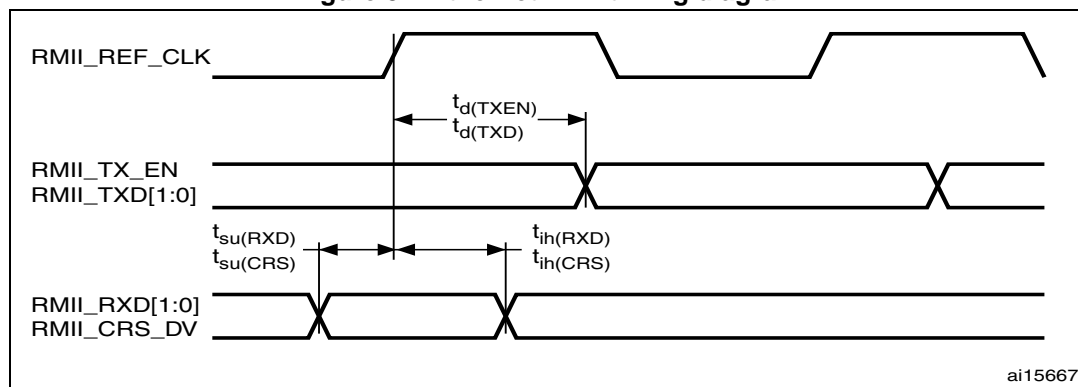 RMII_REF_CLK
td(TXEN)
td(TXD)
RMII_TX_EN
RMII_TXD[1:0]
tsu(RXD)
tsu(CRS)
tih(RXD)
tih(CRS)
RMII_RXD[1:0]
RMII_CRS_DV
ai15667